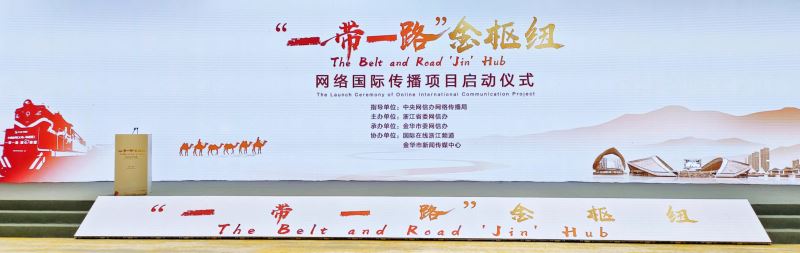 “一带一路”金枢纽
The Belt and Road 'Jin' Hub
网络国际传播项目启动仪式
The Launch Ceremony of Online International Communication Project
指导单位：中央网信办网络传播局
主办单位：浙江省委网信办
承办单位：金华市委网信办
协办单位：国际在线浙江频道
金华市新闻传媒中心
“一带一路”金枢纽
The Belt and Road 'Jin' Hub